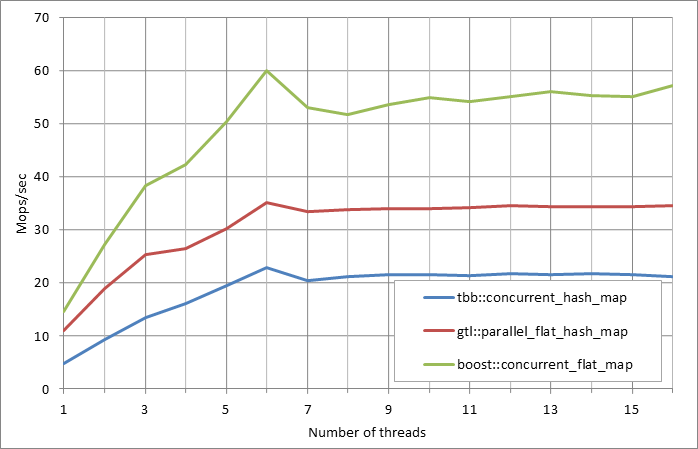 70
60
50
40
30
20
10
0
Mops/sec
tbb::concurrent_hash_map
gtl::parallel_flat_hash_map
boost::concurrent_flat_map
1 3 5 7 9 11 13 15
Number of threads